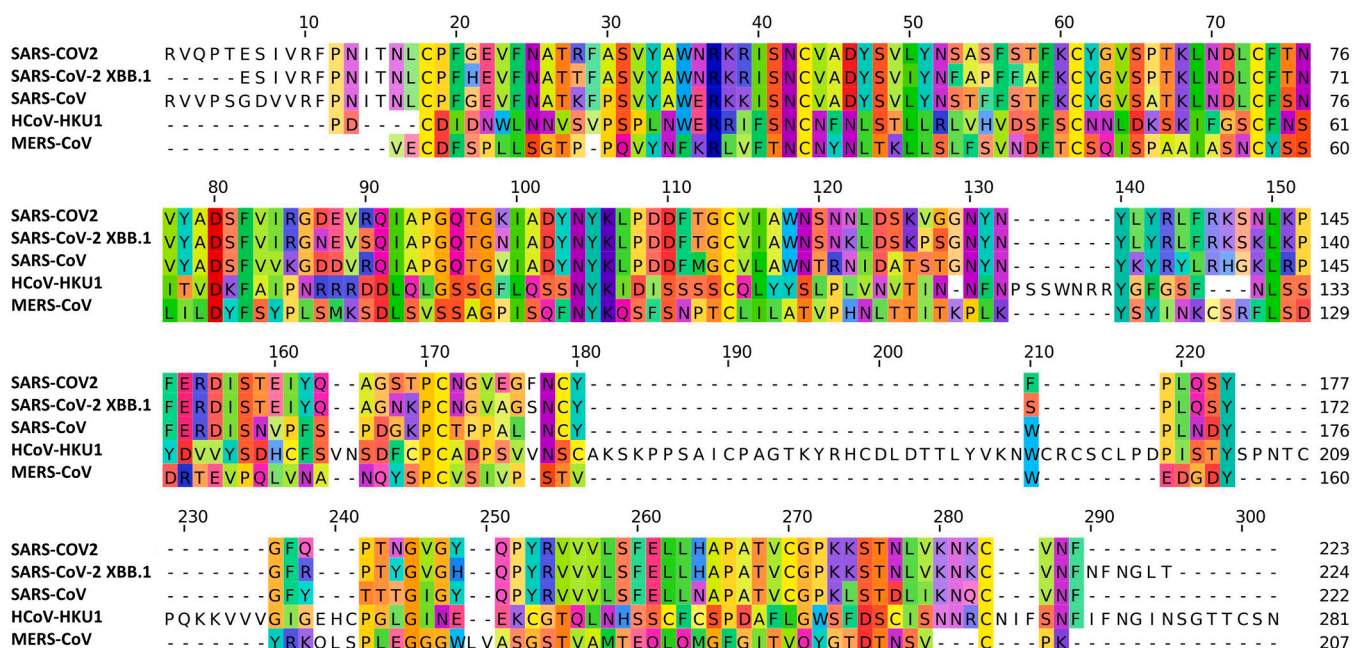 10 20 30 40 50 60 70
SARS-COV2 RVQPTESIVRFPNITNLCPFGEVFNATRFASVYAWNRKRISNCVADYSVLYNSASFSTFKCYGVSPTKLNDLCFTN 76
SARS-CoV-2 XBB.1 -----ESIVRFPNITNLCPFHEVFNATTFASVYAWNRKRISNCVADYSVIYNFAPFFAFKCYGVSPTKLNDLCFTN 71
SARS-CoV RVVPSGDVVRFPNITNLCPFGEVFNATKFPSVYAWERKKISNCVADYSVLYNSTFFSTFKCYGVSATKLNDLCFSN 76
HCoV-HKU1 -----------PD----CDIDNWLNNVSVPSPLNWERRIFSNCNFNLSTLLRLVHVDSFSCNNLDKSKIFGSCFNS 61
MERS-CoV ---------------VECDFSPLLSGTP-PQVYNFKRLVFTNCNYNLTKLLSLFSVNDFTCSQISPAAIASNCYSS 60
80 90 100 110 120 130 140 150
SARS-COV2 VYADSFVIRGDEVRQIAPGQTGKIADYNYKLPDDFTGCVIAWNSNNLDSKVGGNYN-------YLYRLFRKSNLKP 145
SARS-CoV-2 XBB.1 VYADSFVIRGNEVSQIAPGQTGNIADYNYKLPDDFTGCVIAWNSNKLDSKPSGNYN-------YLYRLFRKSKLKP 140
SARS-CoV VYADSFVVKGDDVRQIAPGQTGVIADYNYKLPDDFMGCVLAWNTRNIDATSTGNYN-------YKYRYLRHGKLRP 145
HCoV-HKU1 ITVDKFAIPNRRRDDLQLGSSGFLQSSNYKIDISSSSCQLYYSLPLVNVTIN-NFNPSSWNRRYGFGSF---NLSS 133
MERS-CoV LILDYFSYPLSMKSDLSVSSAGPISQFNYKQSFSNPTCLILATVPHNLTTITKPLK-------YSYINKCSRFLSD 129
160 170 180 190 200 210 220
SARS-COV2 FERDISTEIYQ--AGSTPCNGVEGFNCY-----------------------------F--------PLQSY----- 177
SARS-CoV-2 XBB.1 FERDISTEIYQ--AGNKPCNGVAGSNCY-----------------------------S--------PLQSY----- 172
SARS-CoV FERDISNVPFS--PDGKPCTPPAL-NCY-----------------------------W--------PLNDY----- 176
HCoV-HKU1 YDVVYSDHCFSVNSDFCPCADPSVVNSCAKSKPPSAICPAGTKYRHCDLDTTLYVKNWCRCSCLPDPISTYSPNTC 209
MERS-CoV DRTEVPQLVNA--NQYSPCVSIVP-STV-----------------------------W--------EDGDY----- 160
230 240 250 260 270 280 290 300
SARS-COV2 -------GFQ---PTNGVGY--QPYRVVVLSFELLHAPATVCGPKKSTNLVKNKC---VNF------------- 223
SARS-CoV-2 XBB.1 -------GFR---PTYGVGH--QPYRVVVLSFELLHAPATVCGPKKSTNLVKNKC---VNFNFNGLT------- 224
SARS-CoV -------GFY---TTTGIGY--QPYRVVVLSFELLNAPATVCGPKLSTDLIKNQC---VNF------------- 222
HCoV-HKU1 PQKKVVVGIGEHCPGLGINE--EKCGTQLNHSSCFCSPDAFLGWSFDSCISNNRCNIFSNFIFNGINSGTTCSN 281
MERS-CoV -------YRKQLSPLEGGGWLVASGSTVAMTEQLQMGFGITVQYGTDTNSV---C---PK-------------- 207